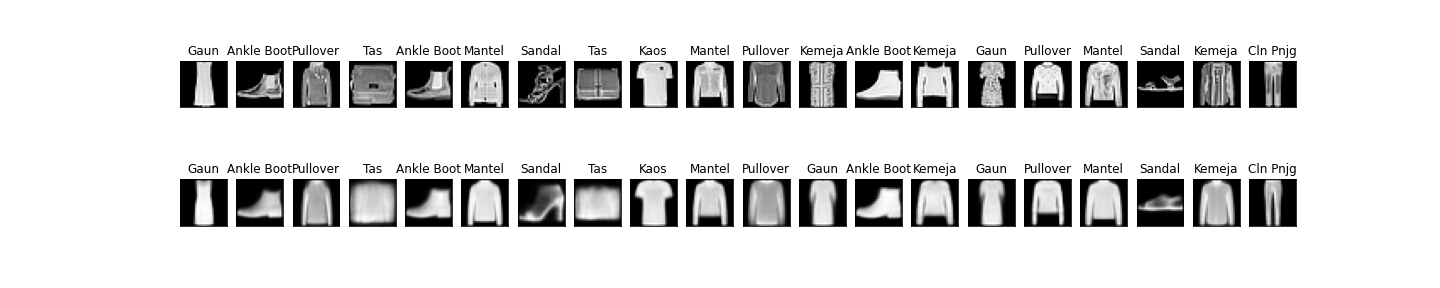 Gaun Ankle Boot Pullover Tas Ankle Boot Mantel Sandal Tas Kaos Mantel Pullover Kemeja Ankle Boot Kemeja Gaun Pullover Mantel Sandal Kemeja Cln Pnjg
Gaun Ankle Boot Pullover Tas Ankle Boot Mantel Sandal Tas Kaos Mantel Pullover Gaun Ankle Boot Kemeja Gaun Pullover Mantel Sandal Kemeja Cln Pnjg